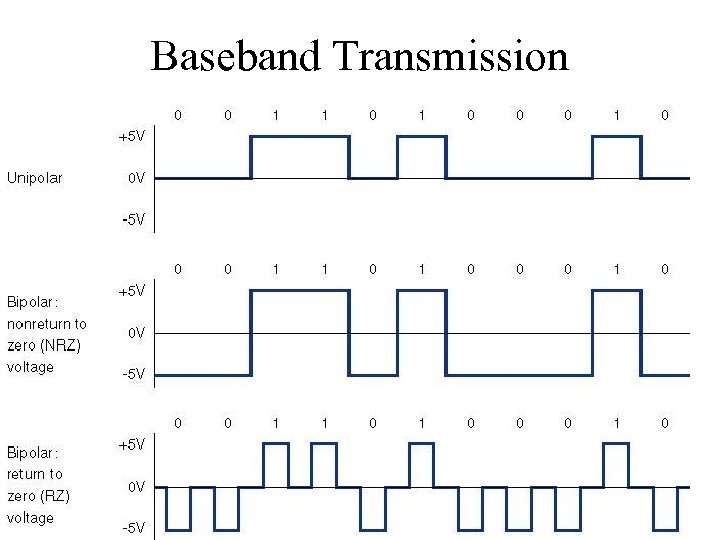 Baseband Transmission
0 0 1 1 0 1 0 0 0 1 0
+5V
Unipolar 0V
-5V
0 0 1 1 0 1 0 0 0 1 0
+5V
Bipolar:
nonreturn to
0V
zero (NRZ)
voltage
-5V
0 0 1 1 0 1 0 0 0 1 0
+5V
Bipolar:
return to
0V
zero (RZ)
voltage
-5V